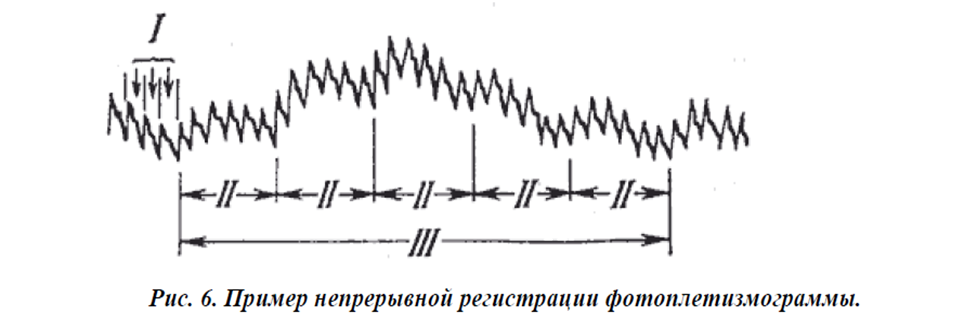 I
II II II II II
III
Рис. 6. Пример непрерывной регистрации фотоплетизмограммы.